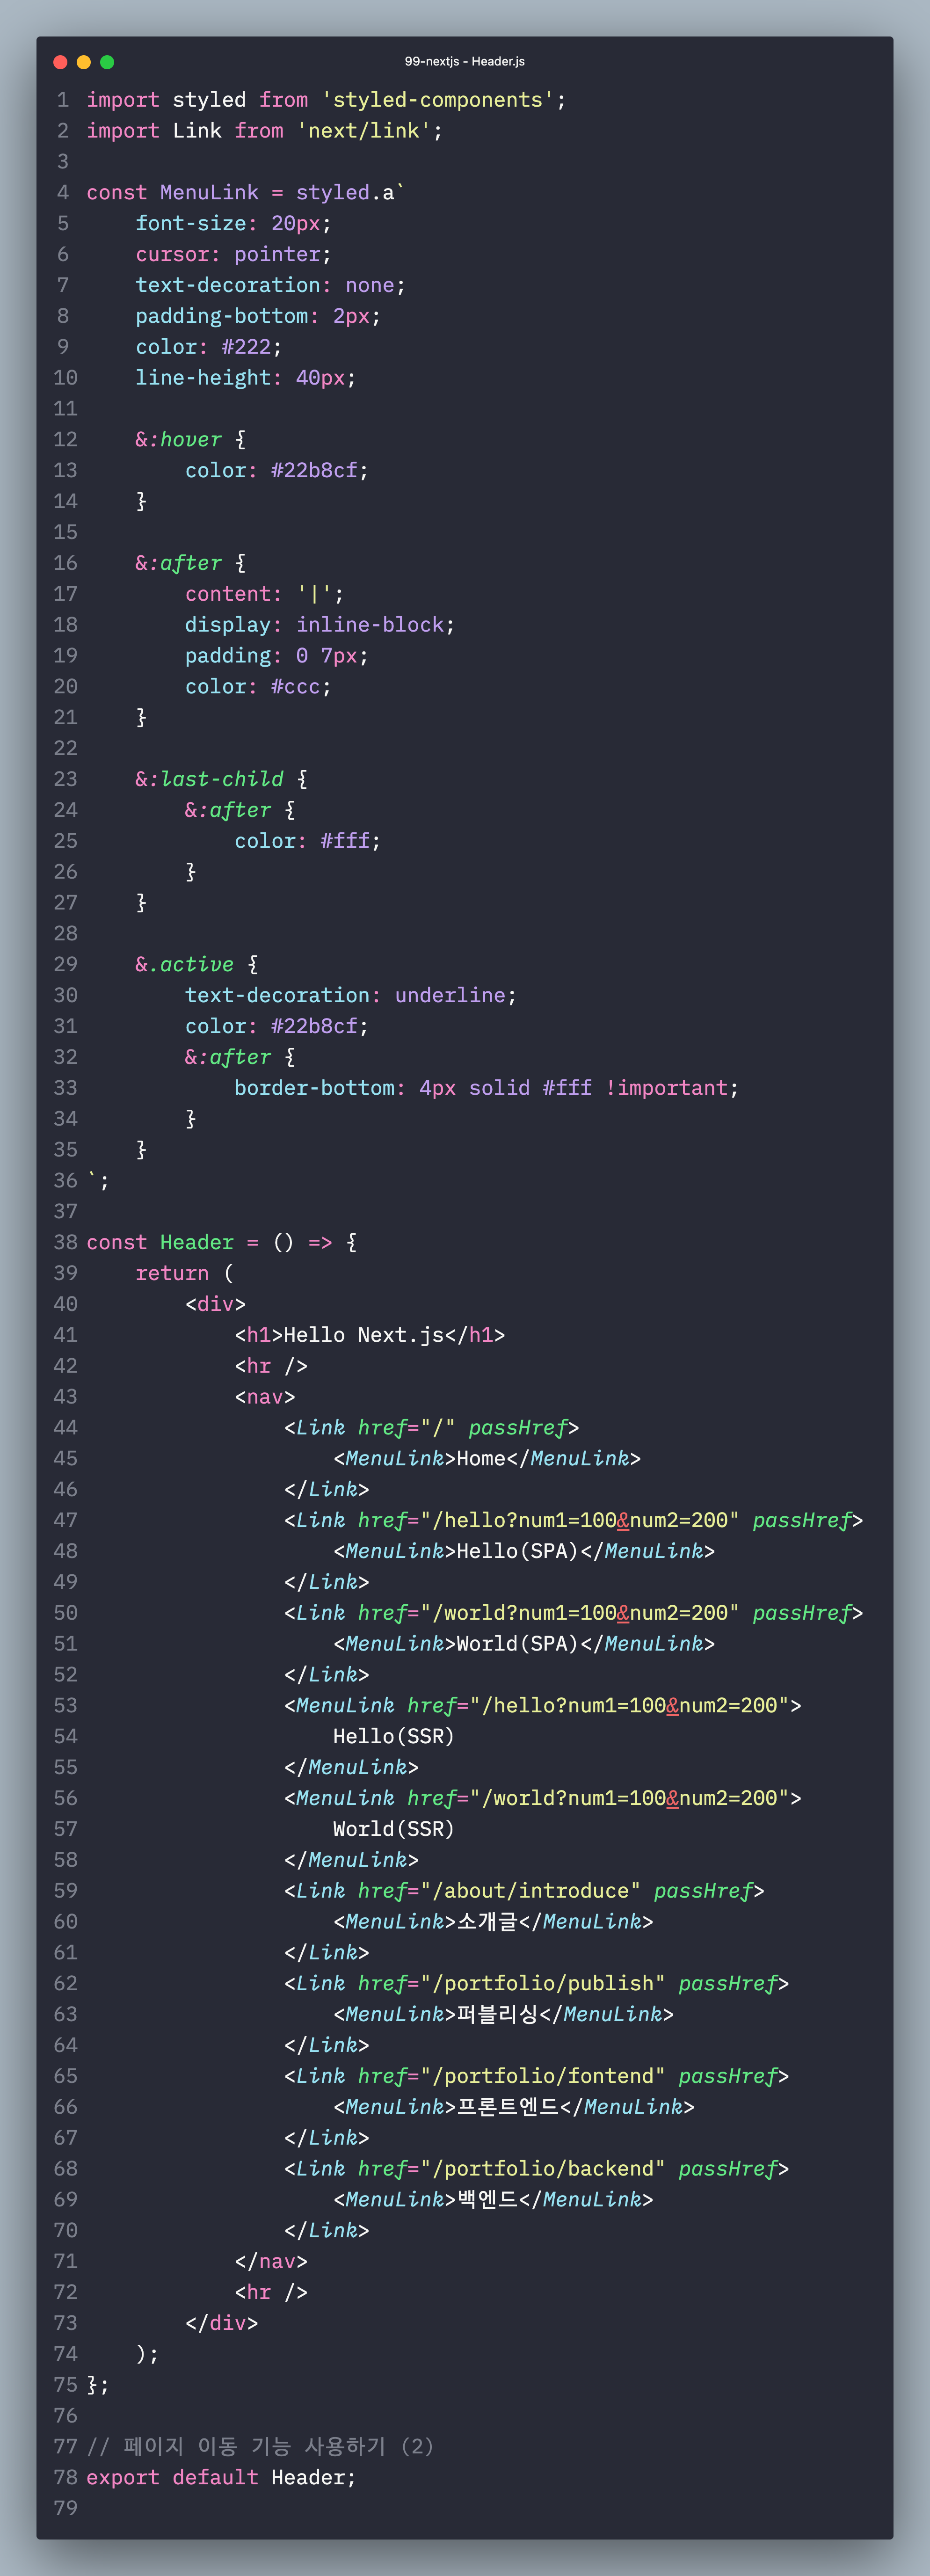 99-nextjs - Header.js
1 import styled from 'styled-components';
2 import Link from 'next/link';
3
4 const MenuLink = styled.a`
5     font-size: 20px;
6     cursor: pointer;
7     text-decoration: none;
8     padding-bottom: 2px;
9     color: #222;
10     line-height: 40px;
11
12     &:hover {
13         color: #22b8cf;
14     }
15
16     &:after {
17         content: '|';
18         display: inline-block;
19         padding: 0 7px;
20         color: #ccc;
21     }
22
23     &:last-child {
24         &:after {
25             color: #fff;
26         }
27     }
28
29     &.active {
30         text-decoration: underline;
31         color: #22b8cf;
32         &:after {
33             border-bottom: 4px solid #fff !important;
34         }
35     }
36 `;
37
38 const Header = () => {
39     return (
40         <div>
41             <h1>Hello Next.js</h1>
42             <hr />
43             <nav>
44                 <Link href="/" passHref>
45                     <MenuLink>Home</MenuLink>
46                 </Link>
47                 <Link href="/hello?num1=100&num2=200" passHref>
48                     <MenuLink>Hello(SPA)</MenuLink>
49                 </Link>
50                 <Link href="/world?num1=100&num2=200" passHref>
51                     <MenuLink>World(SPA)</MenuLink>
52                 </Link>
53                 <MenuLink href="/hello?num1=100&num2=200">
54                     Hello(SSR)
55                 </MenuLink>
56                 <MenuLink href="/world?num1=100&num2=200">
57                     World(SSR)
58                 </MenuLink>
59                 <Link href="/about/introduce" passHref>
60                     <MenuLink>소개글</MenuLink>
61                 </Link>
62                 <Link href="/portfolio/publish" passHref>
63                     <MenuLink>퍼블리싱</MenuLink>
64                 </Link>
65                 <Link href="/portfolio/fontend" passHref>
66                     <MenuLink>프론트엔드</MenuLink>
67                 </Link>
68                 <Link href="/portfolio/backend" passHref>
69                     <MenuLink>백엔드</MenuLink>
70                 </Link>
71             </nav>
72             <hr />
73         </div>
74     );
75 };
76
77 // 페이지 이동 기능 사용하기 (2)
78 export default Header;
79